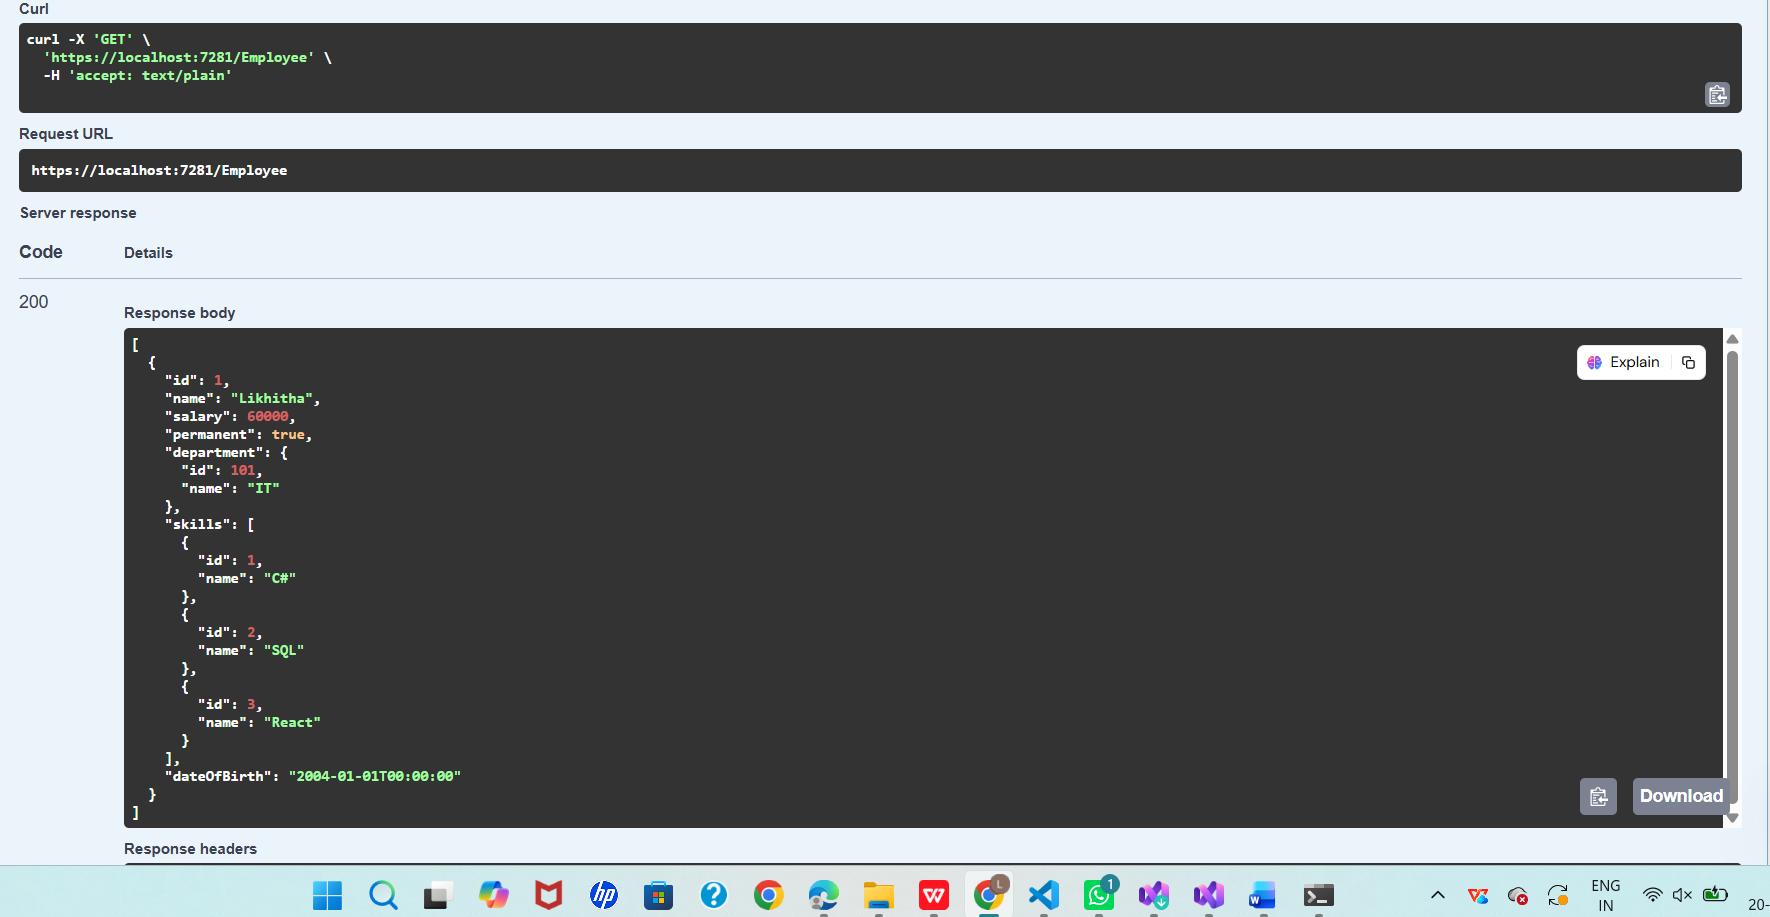 Curl
curl -X 'GET' \
  'https://localhost:7281/Employee' \
  -H 'accept: text/plain'
Request URL
https://localhost:7281/Employee
Server response
Code Details
200
Response body
[
  {
    "id": 1,
    "name": "Likhitha",
    "salary": 60000,
    "permanent": true,
    "department": {
      "id": 101,
      "name": "IT"
    },
    "skills": [
      {
        "id": 1,
        "name": "C#"
      },
      {
        "id": 2,
        "name": "SQL"
      },
      {
        "id": 3,
        "name": "React"
      }
    ],
    "dateOfBirth": "2004-01-01T00:00:00"
  }
]
Explain
Download
Response headers
hp
?
W
L
1
W
ENG
IN
20-